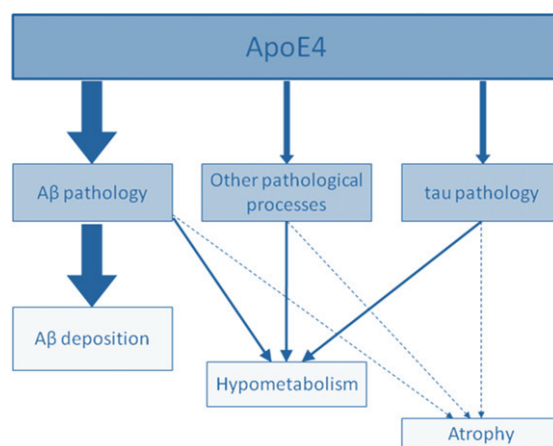 ApoE4
Aβ pathology
Other pathological
processes
tau pathology
Aβ deposition
Hypometabolism
Atrophy